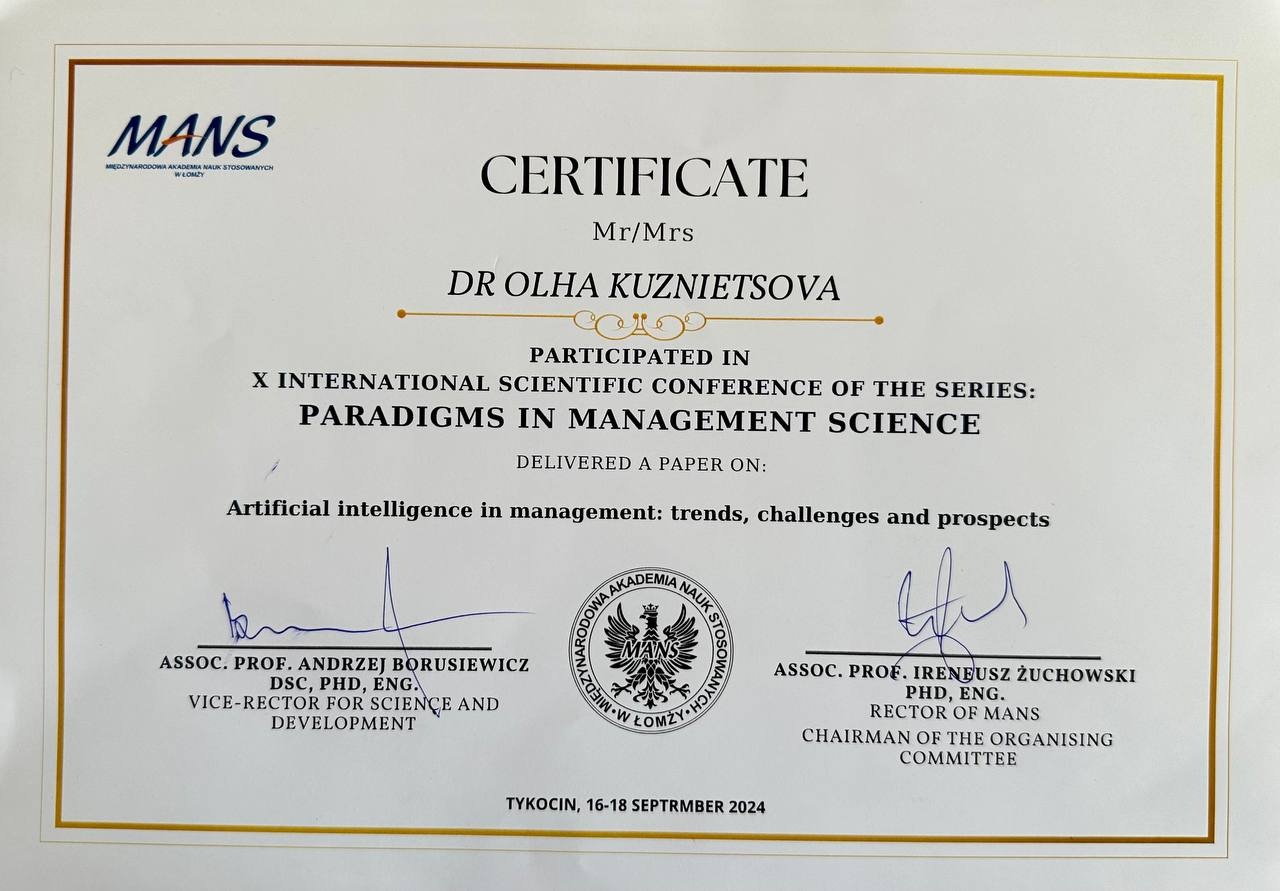 MANS
MIĘDZYNARODOWA AKADEMIA NAUK STOSOWANYCH
W ŁOMŻY
CERTIFICATE
Mr/Mrs
DR OLHA KUZNIETSOVA
PARTICIPATED IN
X INTERNATIONAL SCIENTIFIC CONFERENCE OF THE SERIES:
PARADIGMS IN MANAGEMENT SCIENCE
DELIVERED A PAPER ON:
Artificial intelligence in management: trends, challenges and prospects
ASSOC. PROF. ANDRZEJ BORUSIEWICZ
DSC, PHD, ENG.
VICE-RECTOR FOR SCIENCE AND
DEVELOPMENT
MIĘDZYNARODOWA AKADEMIA NAUK STOSOWANYCH
• W ŁOMŻY •
MANS
ASSOC. PROF. IRENEUSZ ŻUCHOWSKI
PHD, ENG.
RECTOR OF MANS
CHAIRMAN OF THE ORGANISING
COMMITTEE
TYKOCIN, 16-18 SEPTRMBER 2024